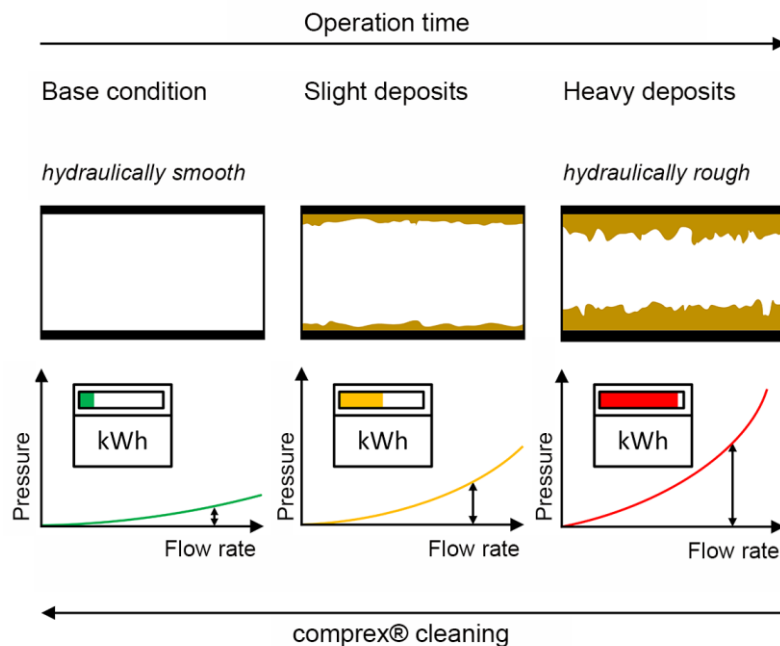 Operation time
Base condition
Slight deposits
Heavy deposits
hydraulically smooth
hydraulically rough
kWh
kWh
kWh
Pressure
Pressure
Pressure
Flow rate
Flow rate
Flow rate
comprex® cleaning